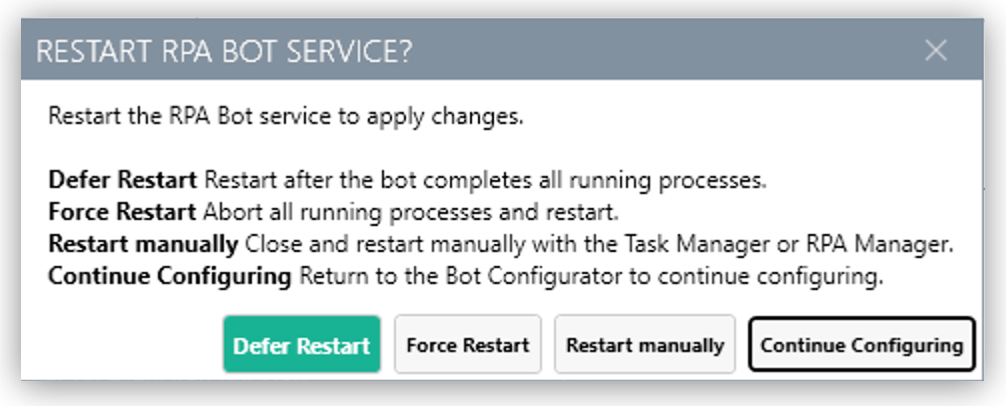 RESTART RPA BOT SERVICE?
Restart the RPA Bot service to apply changes.
Defer Restart Restart after the bot completes all running processes.
Force Restart Abort all running processes and restart.
Restart manually Close and restart manually with the Task Manager or RPA Manager.
Continue Configuring Return to the Bot Configurator to continue configuring.
Defer Restart Force Restart Restart manually Continue Configuring